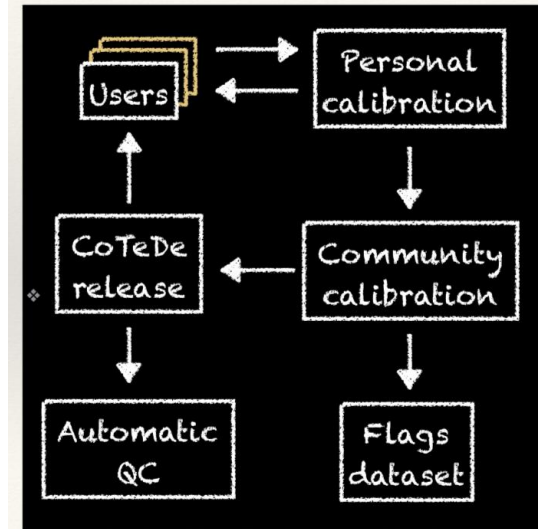 Users
Personal
calibration
CoTeDe
release
Community
calibration
Automatic
QC
Flags
dataset